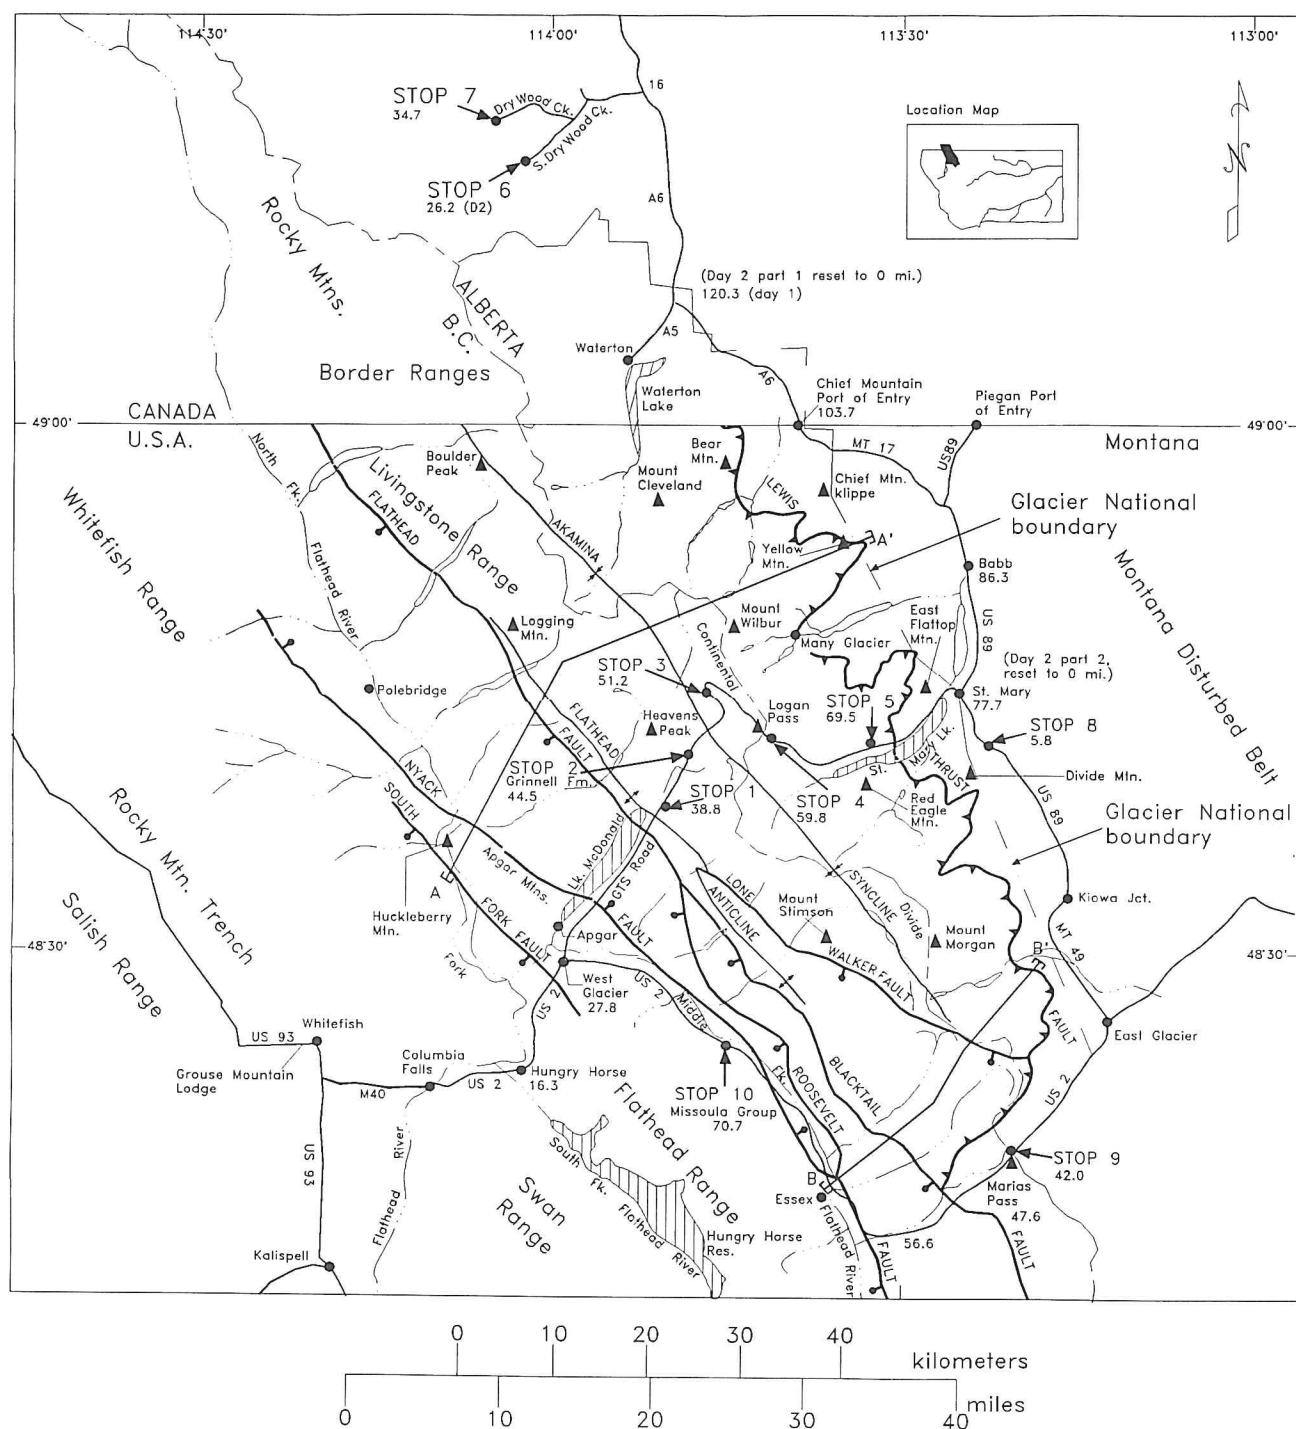 114°30'
114°00'
113°30'
113°00'
16
STOP 7
34.7
Dry Wood Ck.
S. Dry Wood Ck.
STOP 6
26.2 (D2)
A6
Location Map
N
Rocky Mtns.
(Day 2 part 1 reset to 0 mi.)
120.3 (day 1)
ALBERTA
B.C.
A5
Waterton
A6
Border Ranges
Waterton
Lake
Chief Mountain
Port of Entry
103.7
Piegan Port
of Entry
CANADA
U.S.A.
49°00'
49°00'
Montana
North
Fk.
Flathead
River
Boulder
Peak
Livingstone Range
FLATHEAD
AKAMINA
Mount
Cleveland
Bear
Mtn.
LEWIS
MT 17
US89
Chief Mtn.
klippe
Glacier National
boundary
Whitefish Range
A'
Yellow
Mtn.
Babb
86.3
Montana Disturbed Belt
Logging
Mtn.
Mount
Wilbur
Many Glacier
East
Flattop
Mtn.
US 89
(Day 2 part 2,
reset to 0 mi.)
Continental
STOP 3
51.2
Polebridge
St. Mary
77.7
STOP 5
69.5
Logan
Pass
Heavens
Peak
FLATHEAD
FAULT
STOP 8
5.8
STOP 2
Grinnell Fm.
44.5
NYACK
SOUTH
St. Mary Lk.
THRUST
Divide Mtn.
STOP 1
38.8
STOP 4
59.8
Red
Eagle
Mtn.
US 89
Glacier National
boundary
Rocky Mtn. Trench
Salish Range
Lk. McDonald
GTS Road
Apgar Mtns.
A
Huckleberry
Mtn.
LONE
ANTICLINE
Mount
Stimson
SYNCLINE
Divide
Mount
Morgan
Kiowa Jct.
MT 49
B'
48°30'
48°30'
FORK FAULT
Fork
Apgar
FAULT
WALKER FAULT
West
Glacier
27.8
US 2
US 2
Middle
Fk.
FAULT
East Glacier
Whitefish
US 93
Grouse Mountain
Lodge
Columbia
Falls
M40
US 2
Hungry Horse
16.3
STOP 10
Missoula Group
70.7
ROOSEVELT
BLACKTAIL
US 2
Flathead Range
STOP 9
42.0
Marias
Pass
47.6
US 93
Flathead
River
South
Fk.
Flathead
River
Swan
Range
Hungry Horse
Res.
B
Essex
Flathead River
FAULT
56.6
FAULT
Kalispell
0 10 20 30 40
kilometers
0 10 20 30 40
miles